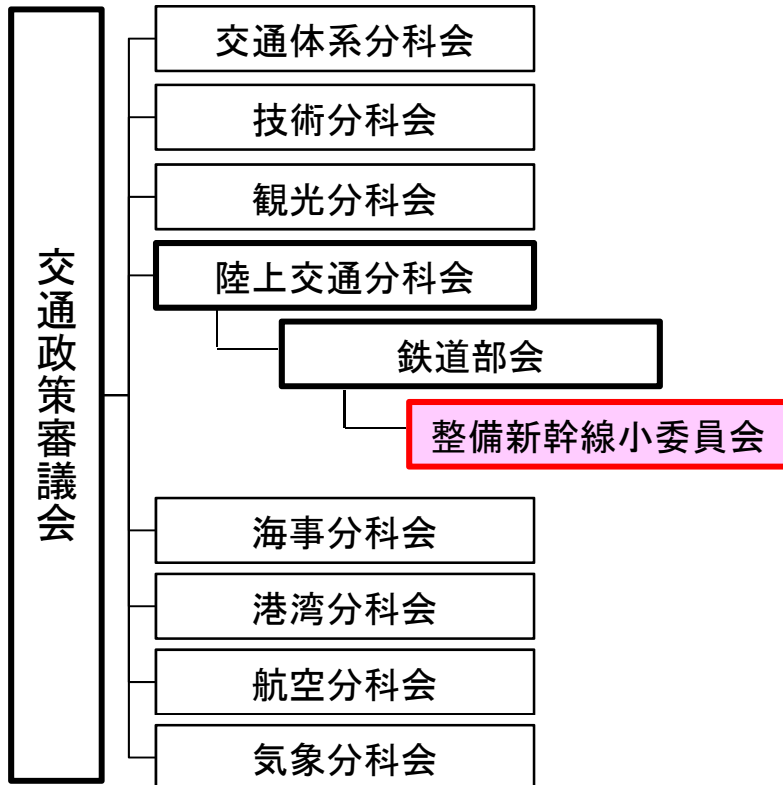 交通政策審議会
交通体系分科会
技術分科会
観光分科会
陸上交通分科会
鉄道部会
整備新幹線小委員会
海事分科会
港湾分科会
航空分科会
気象分科会